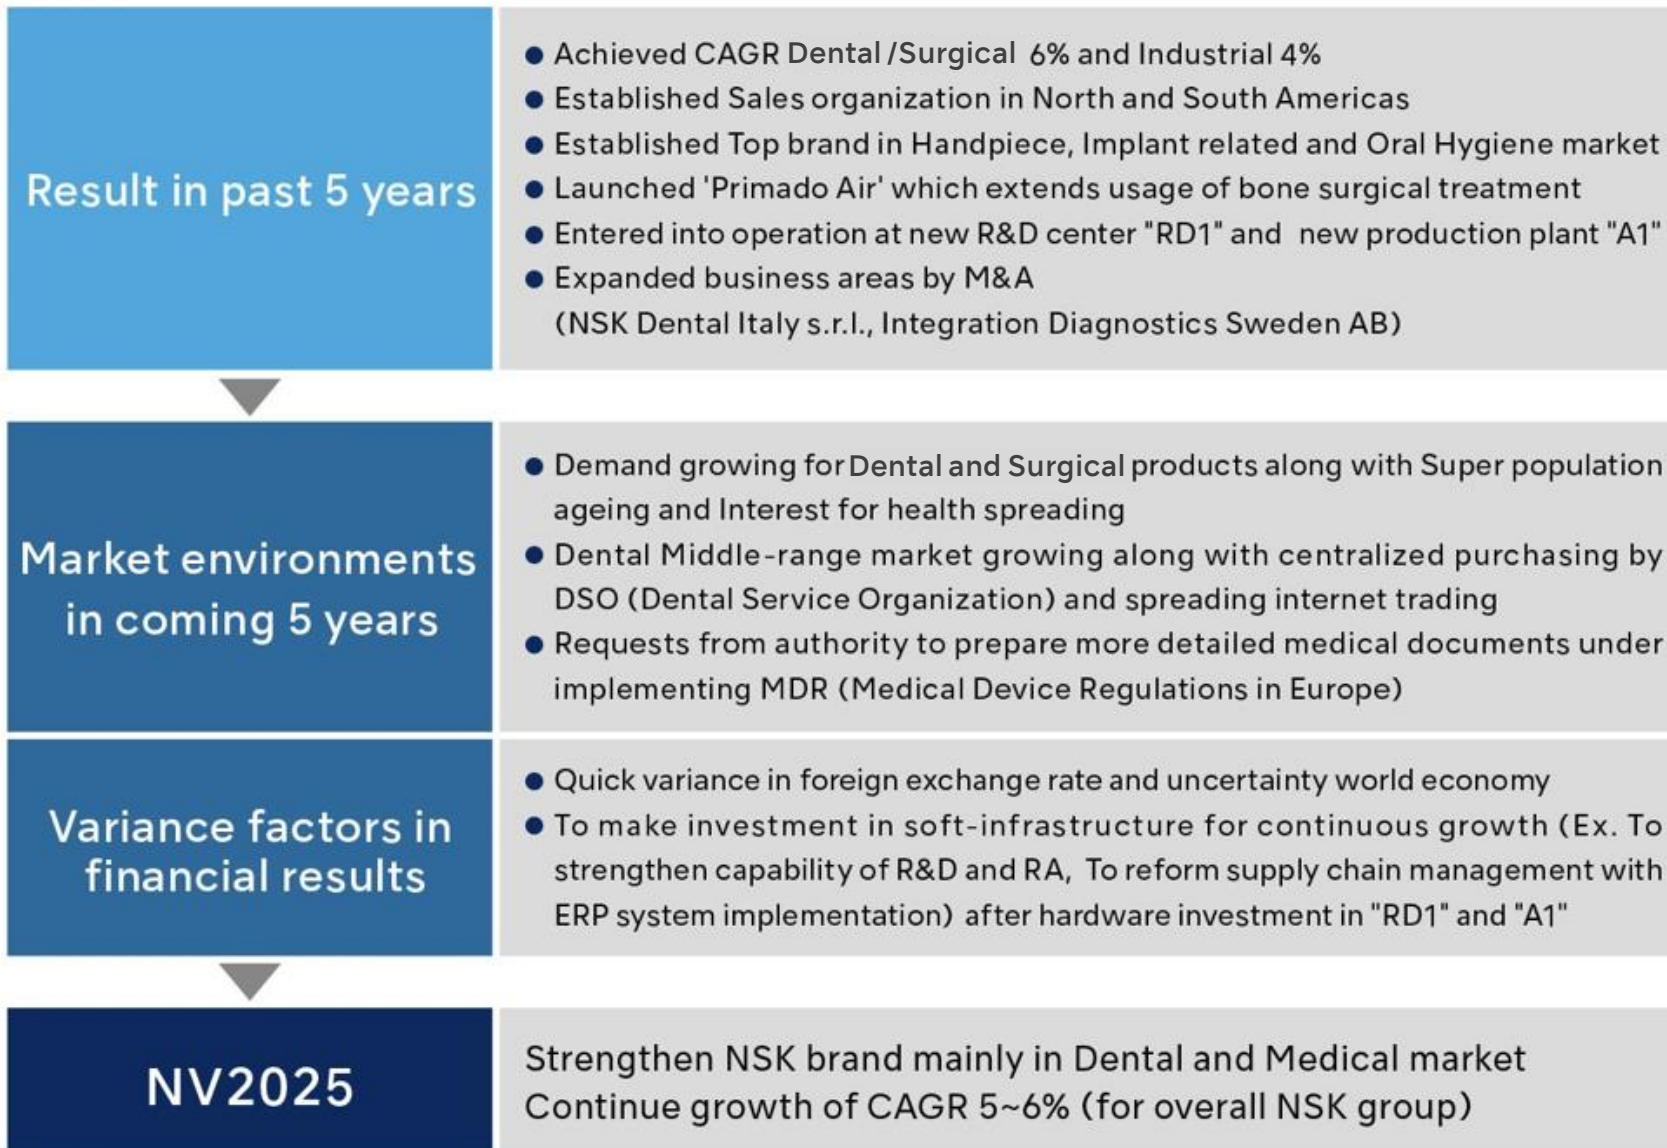 Result in past 5 years
● Achieved CAGR Dental/Surgical 6% and Industrial 4%
● Established Sales organization in North and South Americas
● Established Top brand in Handpiece, Implant related and Oral Hygiene market
● Launched 'Primado Air' which extends usage of bone surgical treatment
● Entered into operation at new R&D center "RD1" and new production plant "A1"
● Expanded business areas by M&A
(NSK Dental Italy s.r.l., Integration Diagnostics Sweden AB)
Market environments
in coming 5 years
● Demand growing for Dental and Surgical products along with Super population
ageing and Interest for health spreading
● Dental Middle-range market growing along with centralized purchasing by
DSO (Dental Service Organization) and spreading internet trading
● Requests from authority to prepare more detailed medical documents under
implementing MDR (Medical Device Regulations in Europe)
Variance factors in
financial results
● Quick variance in foreign exchange rate and uncertainty world economy
● To make investment in soft-infrastructure for continuous growth (Ex. To
strengthen capability of R&D and RA, To reform supply chain management with
ERP system implementation) after hardware investment in "RD1" and "A1"
NV2025
Strengthen NSK brand mainly in Dental and Medical market
Continue growth of CAGR 5~6% (for overall NSK group)